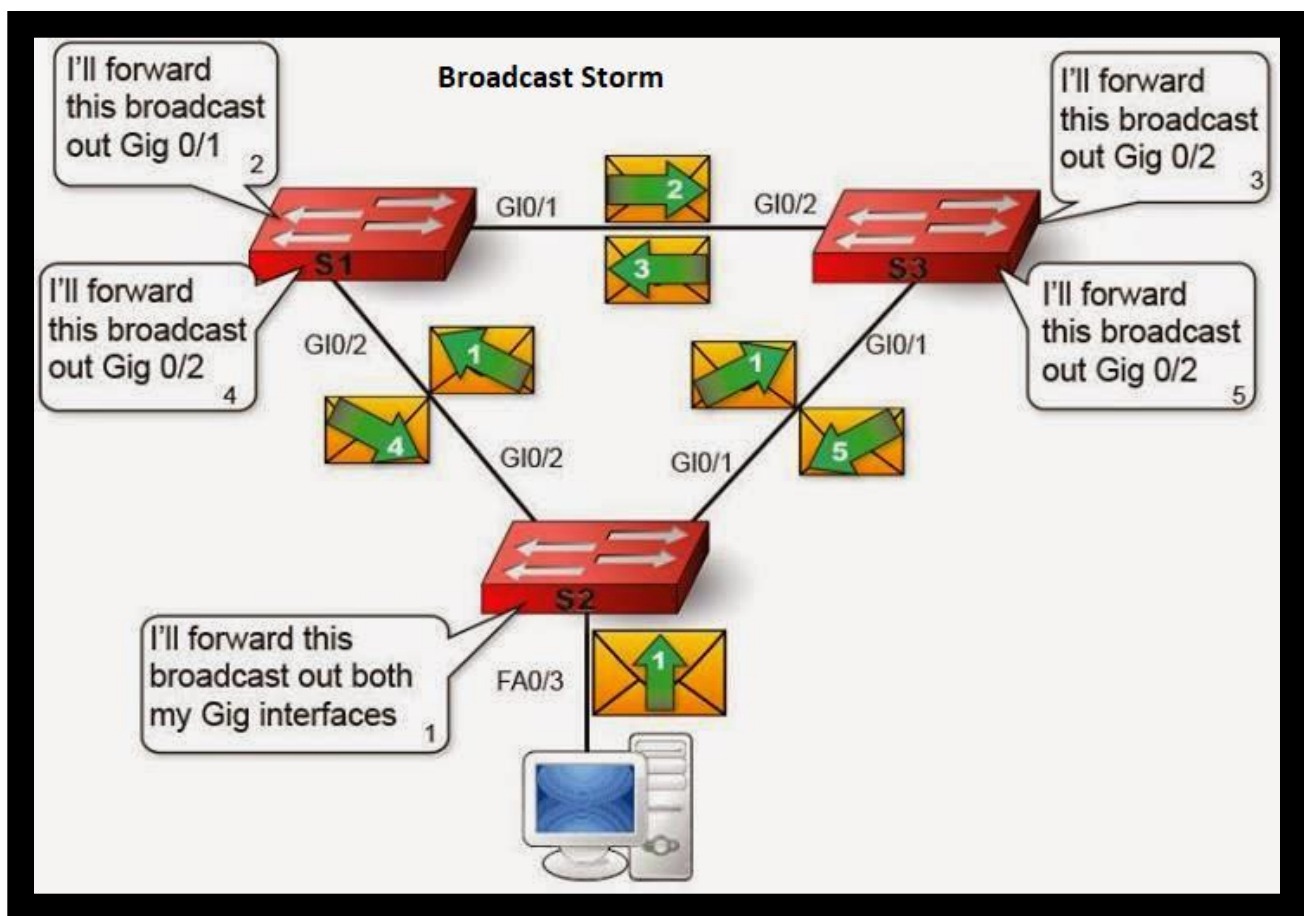 Broadcast Storm
I'll forward
this broadcast
out Gig 0/1
2
I'll forward
this broadcast
out Gig 0/2
3
2
GI0/1
GI0/2
3
S1
S3
I'll forward
this broadcast
out Gig 0/2
4
I'll forward
this broadcast
out Gig 0/2
5
GI0/2
1
1
GI0/1
4
5
GI0/2
GI0/1
S2
I'll forward this
broadcast out both
my Gig interfaces
1
FA0/3
1